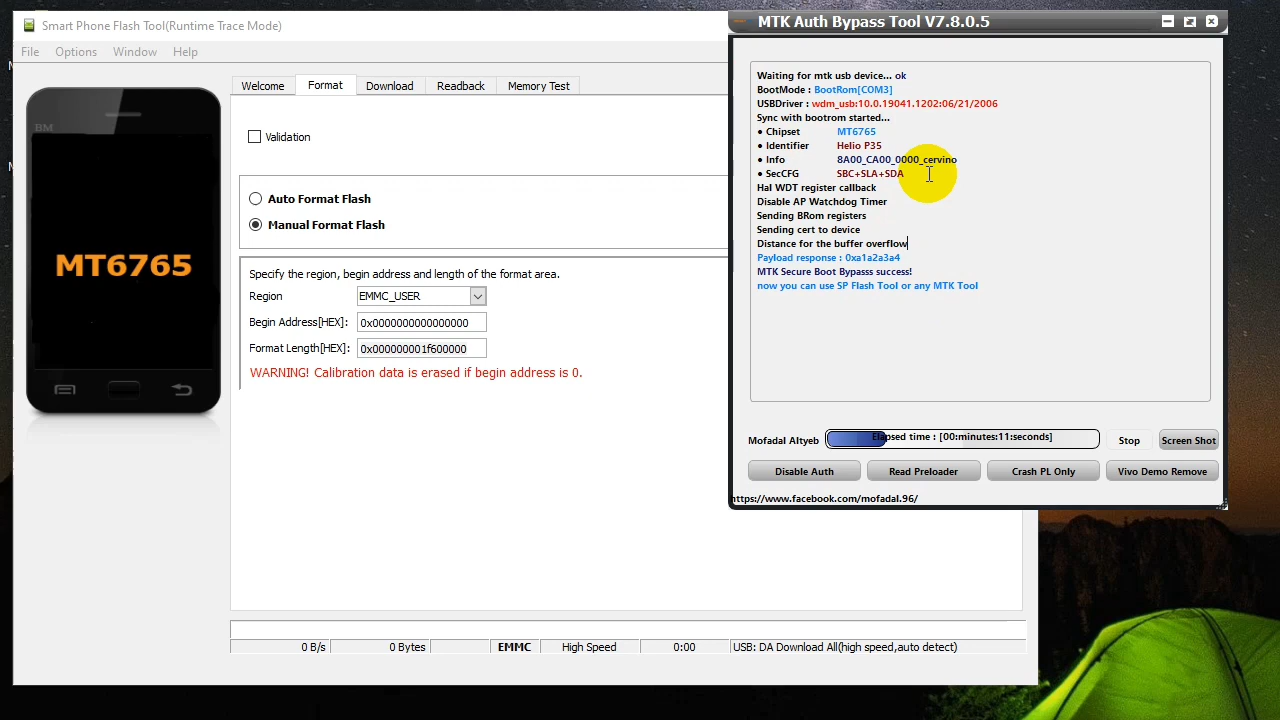 Smart Phone Flash Tool(Runtime Trace Mode)
File Options Window Help
Welcome Format Download Readback Memory Test
BM
MT6765
Validation
Auto Format Flash
Manual Format Flash
Specify the region, begin address and length of the format area.
Region EMMC_USER
Begin Address[HEX]: 0x0000000000000000
Format Length[HEX]: 0x000000001f600000
WARNING! Calibration data is erased if begin address is 0.
0 B/s 0 Bytes EMMC High Speed 0:00 USB: DA Download All(high speed,auto detect)
MTK Auth Bypass Tool V7.8.0.5
Waiting for mtk usb device... ok
BootMode : BootRom[COM3]
USBDriver : wdm_usb:10.0.19041.1202:06/21/2006
Sync with bootrom started...
• Chipset MT6765
• Identifier Helio P35
• Info 8A00_CA00_0000_cervino
• SecCFG SBC+SLA+SDA
Hal WDT register callback
Disable AP Watchdog Timer
Sending BRom registers
Sending cert to device
Distance for the buffer overflow
Payload response : 0xa1a2a3a4
MTK Secure Boot Bypasss success!
now you can use SP Flash Tool or any MTK Tool
Mofadal Altyeb Elapsed time : [00:minutes:11:seconds] Stop Screen Shot
Disable Auth Read Preloader Crash PL Only Vivo Demo Remove
https://www.facebook.com/mofadal.96/